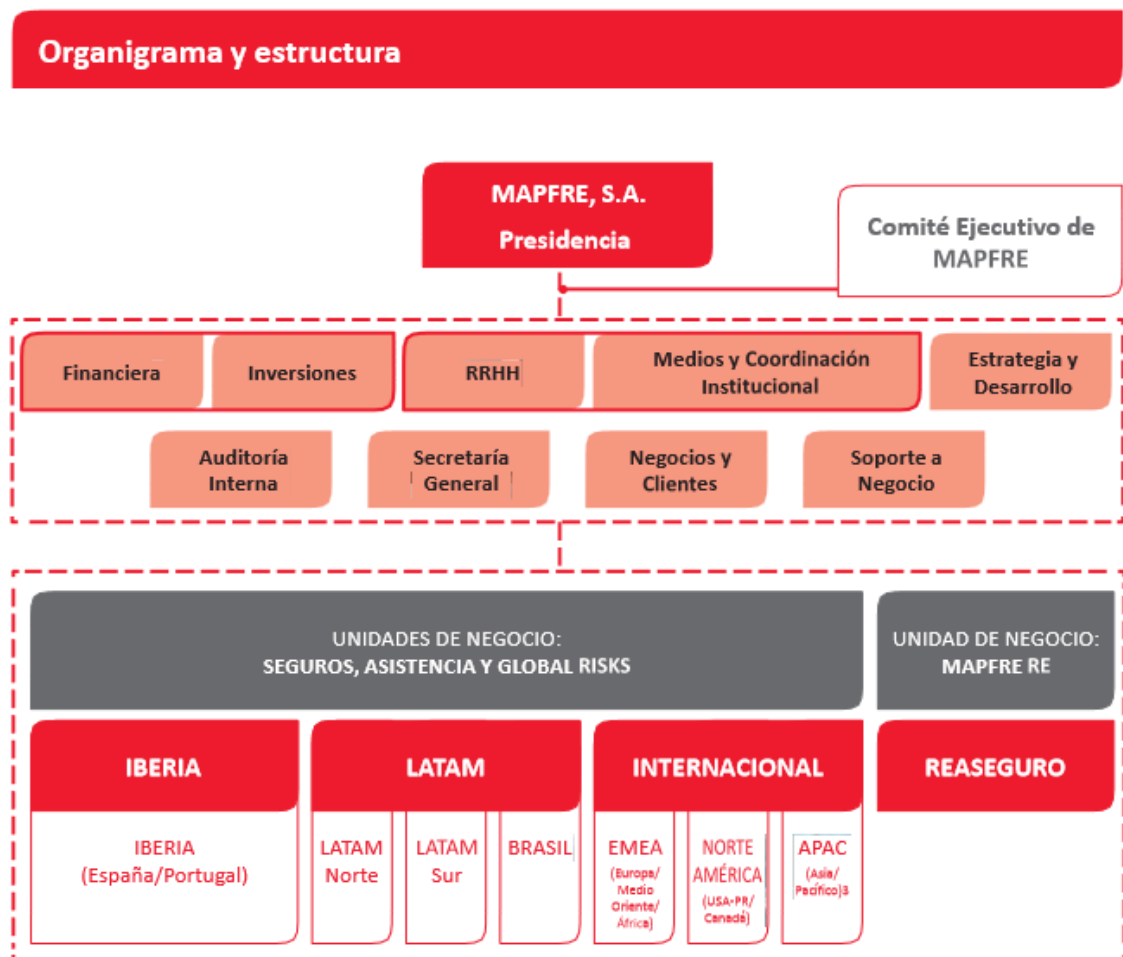 Organigrama y estructura
MAPFRE, S.A.
Presidencia
Comité Ejecutivo de
MAPFRE
Financiera
Inversiones
RRHH
Medios y Coordinación
Institucional
Estrategia y
Desarrollo
Auditoría
Interna
Secretaría
General
Negocios y
Clientes
Soporte a
Negocio
UNIDADES DE NEGOCIO:
SEGUROS, ASISTENCIA Y GLOBAL RISKS
UNIDAD DE NEGOCIO:
MAPFRE RE
IBERIA
LATAM
INTERNACIONAL
REASEGURO
IBERIA
(España/Portugal)
LATAM
Norte
LATAM
Sur
BRASIL
EMEA
(Europa/
Medio
Oriente/
África)
NORTE
AMÉRICA
(USA-PR/
Canadá)
APAC
(Asia/
Pacífico)3